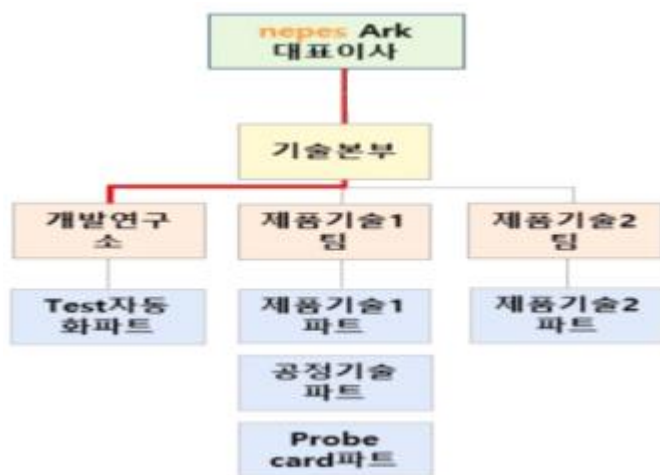 nepes Ark
대표이사
기술본부
개발연구
소
제품기술1
팀
제품기술2
팀
Test자동
화파트
제품기술1
파트
제품기술2
파트
공정기술
파트
Probe
card파트